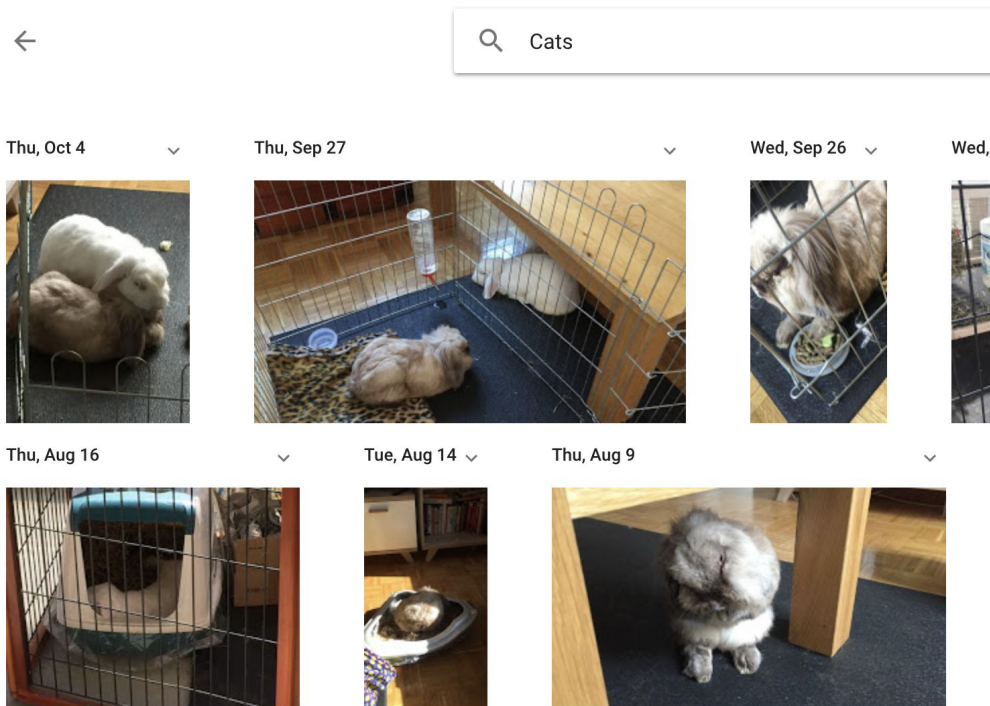 Cats
Thu, Oct 4
Thu, Sep 27
Wed, Sep 26
Wed,
Thu, Aug 16
Tue, Aug 14
Thu, Aug 9